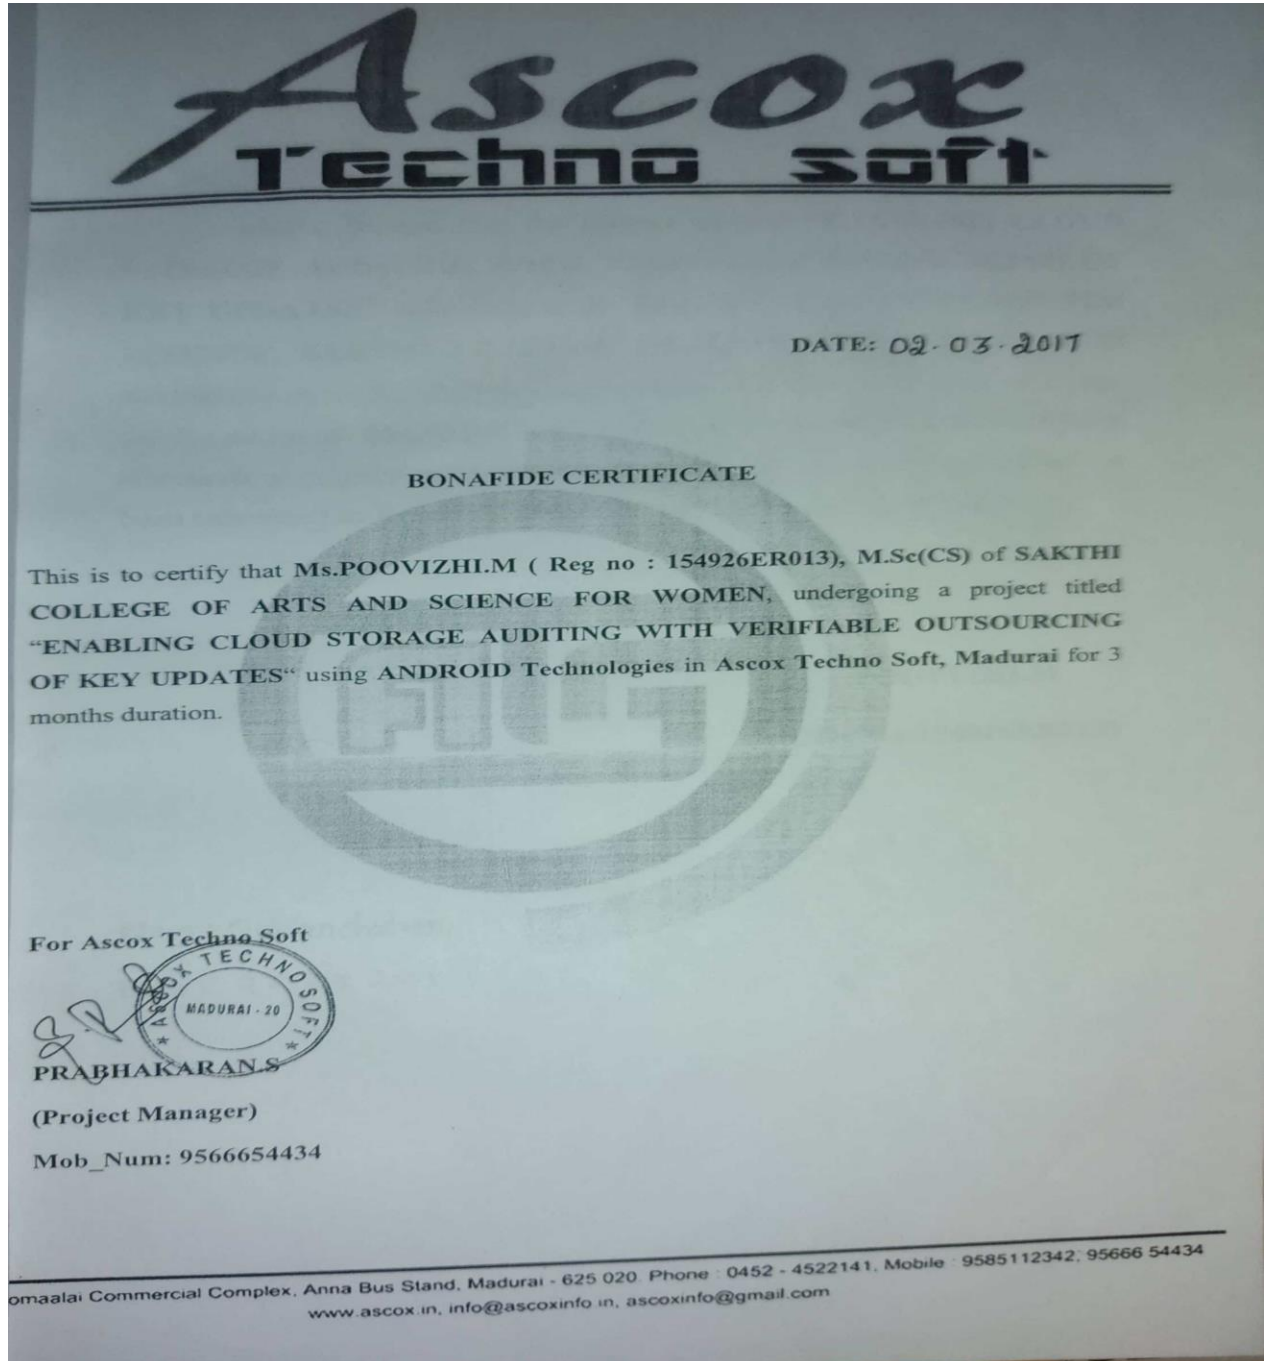 Ascox
Techno soft
DATE: 02.03.2017
BONAFIDE CERTIFICATE
This is to certify that Ms.POOVIZHI.M ( Reg no : 154926ER013), M.Sc(CS) of SAKTHI
COLLEGE OF ARTS AND SCIENCE FOR WOMEN, undergoing a project titled
“ENABLING CLOUD STORAGE AUDITING WITH VERIFIABLE OUTSOURCING
OF KEY UPDATES“ using ANDROID Technologies in Ascox Techno Soft, Madurai for 3
months duration.
For Ascox Techno Soft
ASCOX TECHNOSOFT
MADURAI - 20
PRABHAKARAN.S
(Project Manager)
Mob_Num: 9566654434
omaalai Commercial Complex, Anna Bus Stand, Madurai - 625 020. Phone : 0452 - 4522141, Mobile : 9585112342, 95666 54434
www.ascox.in, info@ascoxinfo.in, ascoxinfo@gmail.com